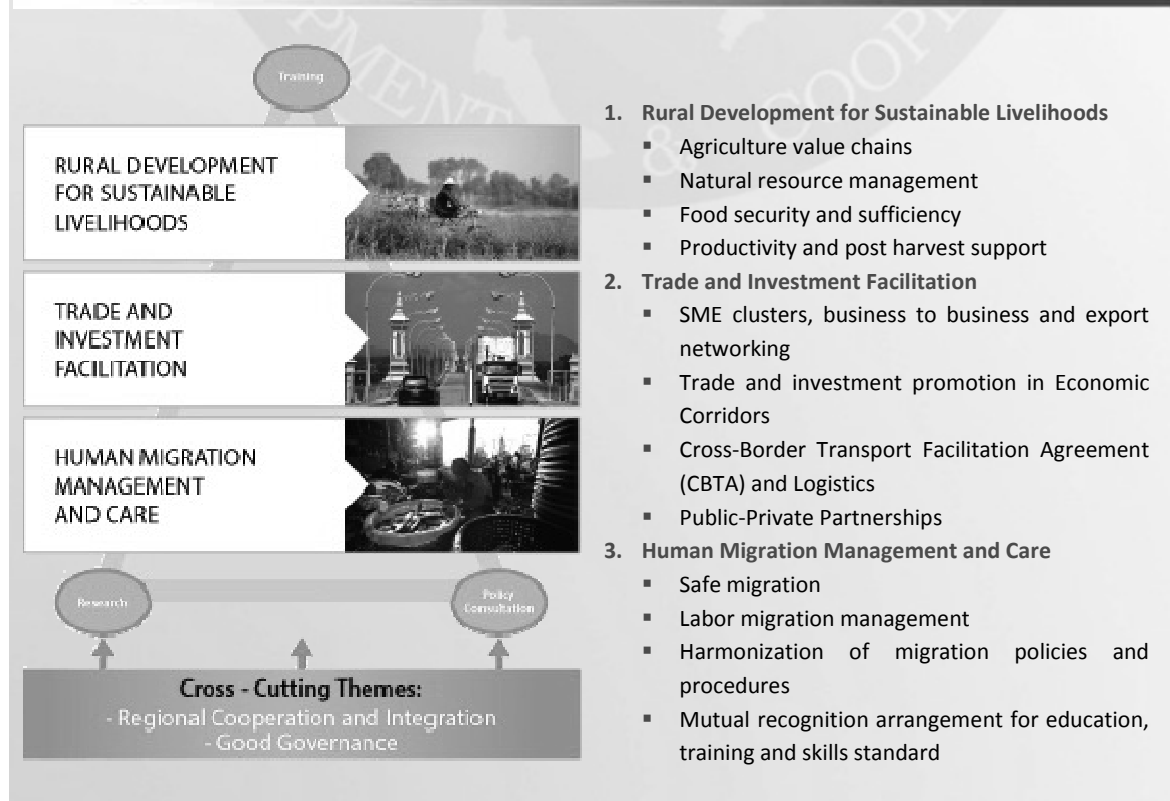 Training
RURAL DEVELOPMENT
FOR SUSTAINABLE
LIVELIHOODS
TRADE AND
INVESTMENT
FACILITATION
HUMAN MIGRATION
MANAGEMENT
AND CARE
Research
Policy
Consultation
Cross - Cutting Themes:
- Regional Cooperation and Integration
- Good Governance
PMENT & COOPE
1. Rural Development for Sustainable Livelihoods
▪ Agriculture value chains
▪ Natural resource management
▪ Food security and sufficiency
▪ Productivity and post harvest support
2. Trade and Investment Facilitation
▪ SME clusters, business to business and export
networking
▪ Trade and investment promotion in Economic
Corridors
▪ Cross-Border Transport Facilitation Agreement
(CBTA) and Logistics
▪ Public-Private Partnerships
3. Human Migration Management and Care
▪ Safe migration
▪ Labor migration management
▪ Harmonization of migration policies and
procedures
▪ Mutual recognition arrangement for education,
training and skills standard